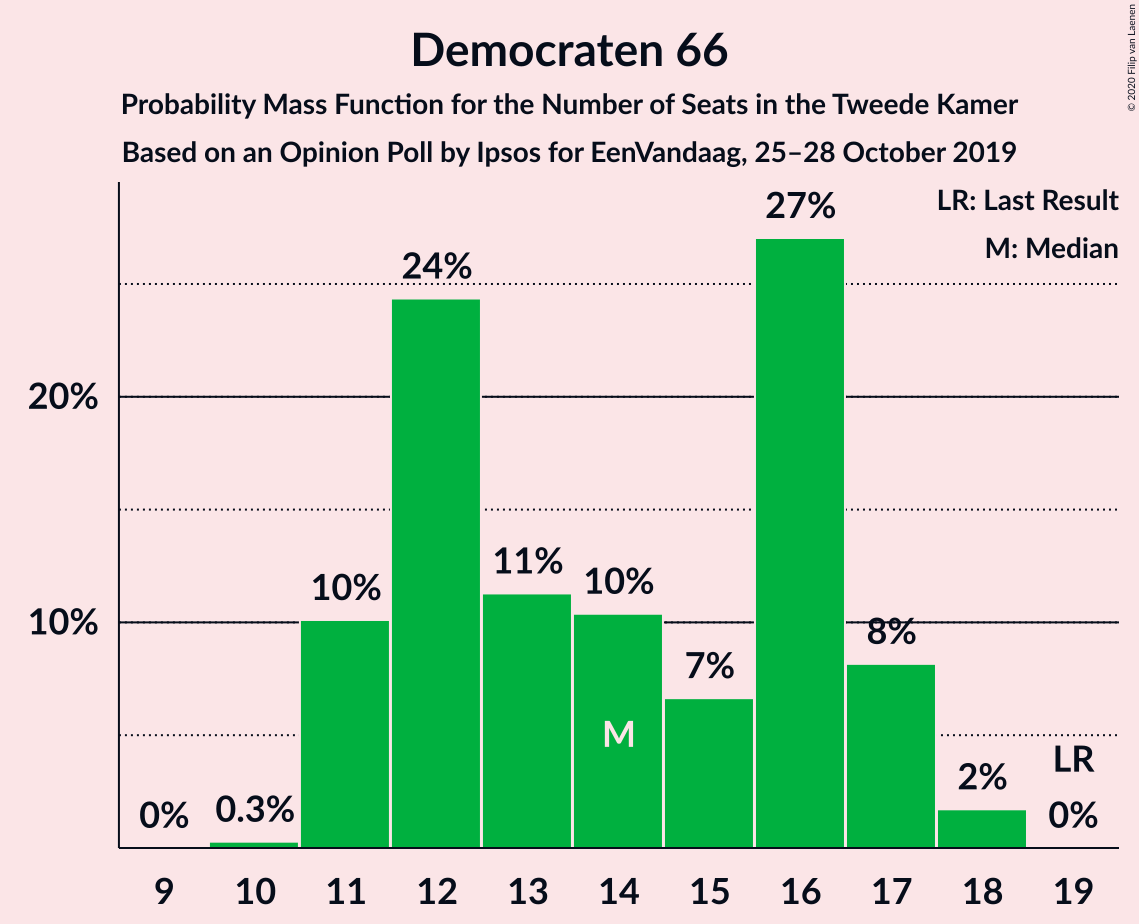 Democraten 66
Probability Mass Function for the Number of Seats in the Tweede Kamer
Based on an Opinion Poll by Ipsos for EenVandaag, 25–28 October 2019
© 2020 Filip van Laenen
LR: Last Result
M: Median
27%
24%
20%
11%
10%
10%
10%
8%
7%
M
LR
2%
0%
0.3%
0%
9 10 11 12 13 14 15 16 17 18 19